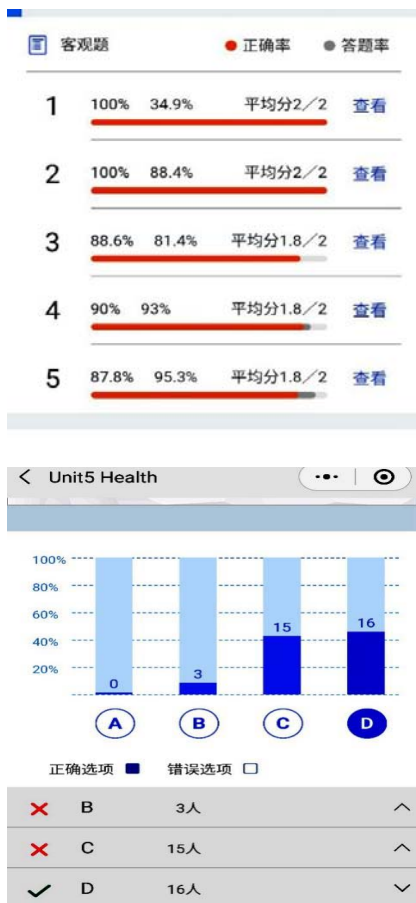 客观题 正确率 答题率
1 100% 34.9% 平均分2/2 查看
2 100% 88.4% 平均分2/2 查看
3 88.6% 81.4% 平均分1.8/2 查看
4 90% 93% 平均分1.8/2 查看
5 87.8% 95.3% 平均分1.8/2 查看
Unit5 Health
100%
80%
60%
40%
20%
0 3 15 16
A B C D
正确选项 错误选项
B 3人
C 15人
D 16人